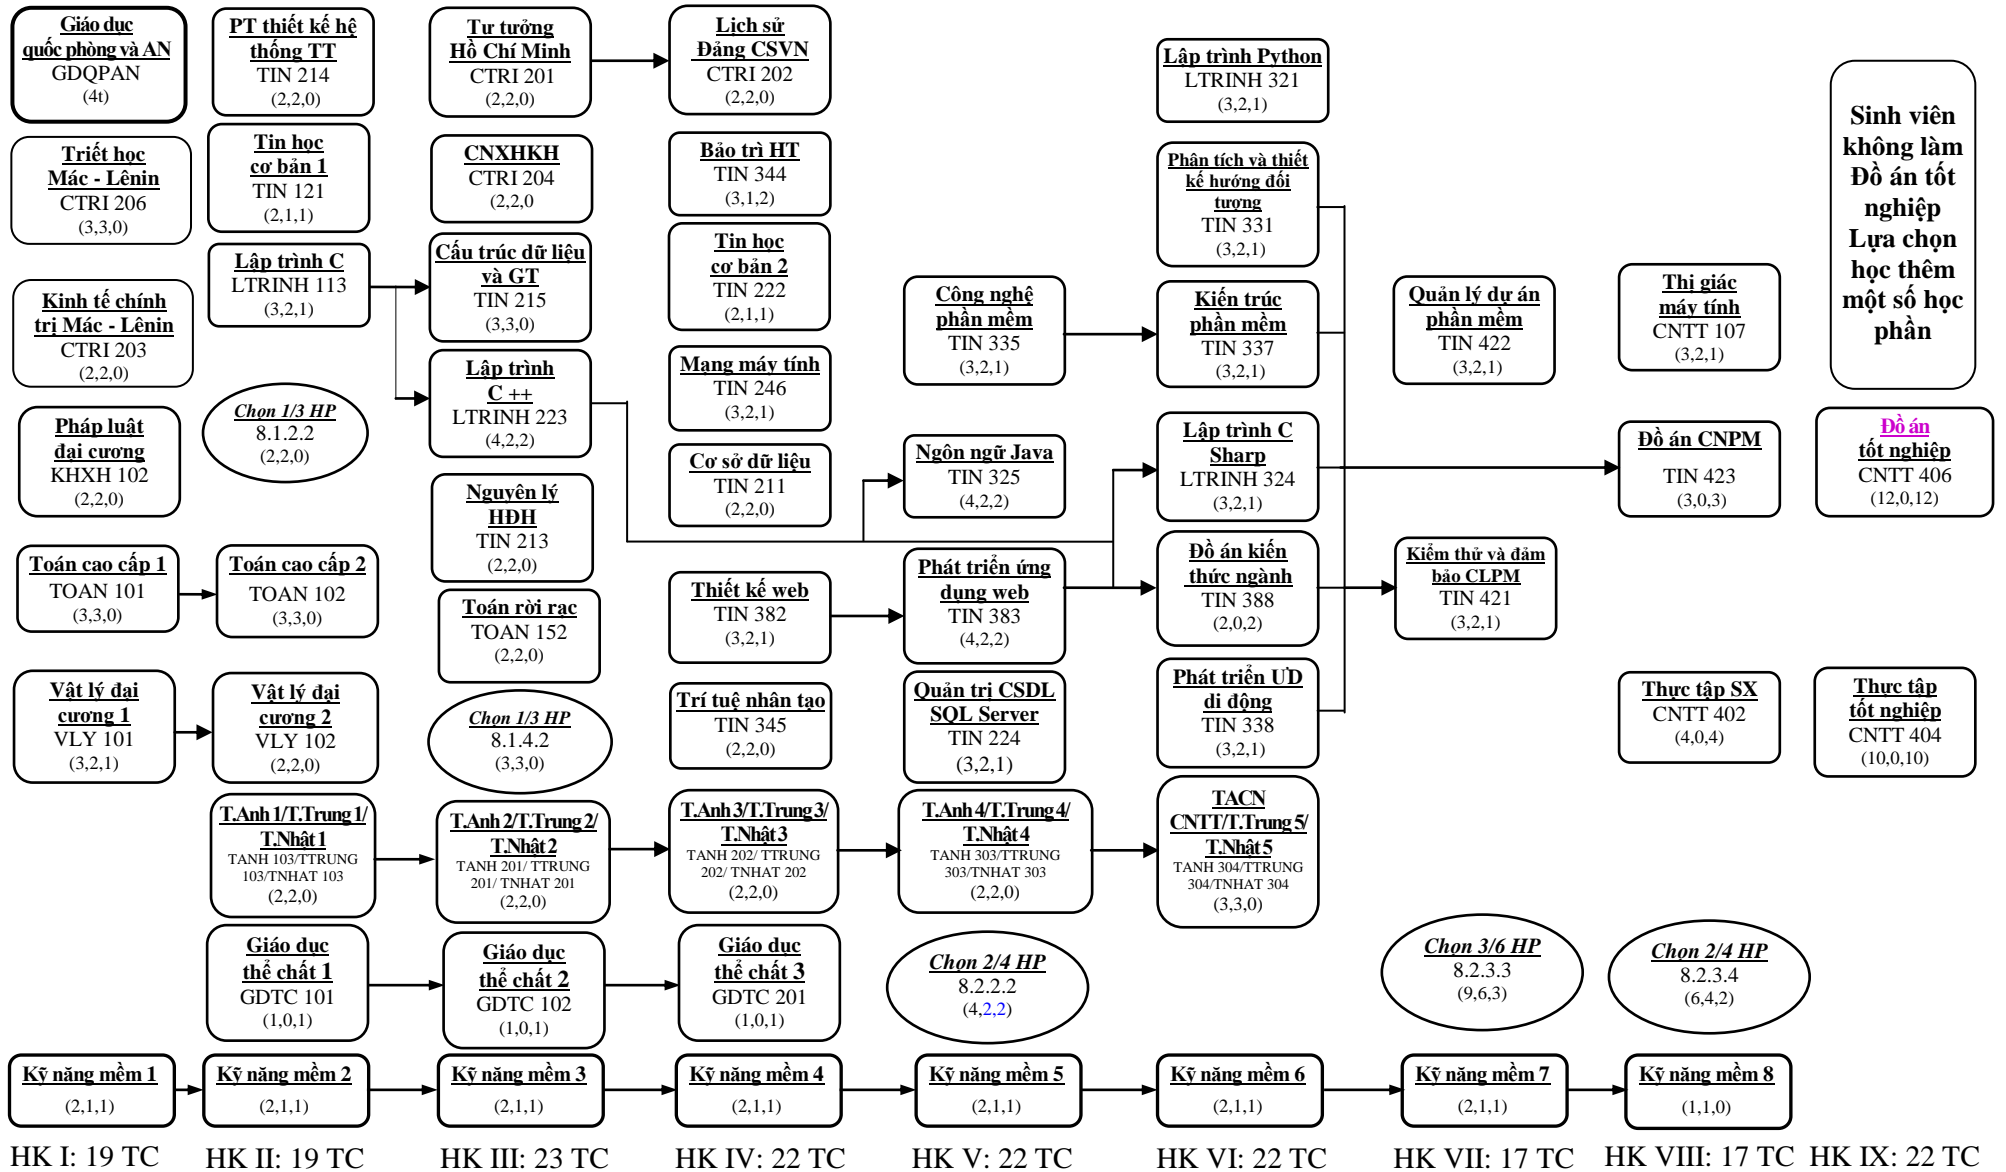 Giáo dục
quốc phòng và AN
GDQPAN
(4t)
Triết học
Mác - Lênin
CTRI 206
(3,3,0)
Kinh tế chính
trị Mác - Lênin
CTRI 203
(2,2,0)
Pháp luật
đại cương
KHXH 102
(2,2,0)
Toán cao cấp 1
TOAN 101
(3,3,0)
Vật lý đại
cương 1
VLY 101
(3,2,1)
Kỹ năng mềm 1
(2,1,1)
HK I: 19 TC
PT thiết kế hệ
thống TT
TIN 214
(2,2,0)
Tin học
cơ bản 1
TIN 121
(2,1,1)
Lập trình C
LTRINH 113
(3,2,1)
Chọn 1/3 HP
8.1.2.2
(2,2,0)
Toán cao cấp 2
TOAN 102
(3,3,0)
Vật lý đại
cương 2
VLY 102
(2,2,0)
T.Anh 1/T.Trung 1/
T.Nhật 1
TANH 103/TTRUNG
103/TNHAT 103
(2,2,0)
Giáo dục
thể chất 1
GDTC 101
(1,0,1)
Kỹ năng mềm 2
(2,1,1)
HK II: 19 TC
Tư tưởng
Hồ Chí Minh
CTRI 201
(2,2,0)
CNXHKH
CTRI 204
(2,2,0
Cấu trúc dữ liệu
và GT
TIN 215
(3,3,0)
Lập trình
C ++
LTRINH 223
(4,2,2)
Nguyên lý
HĐH
TIN 213
(2,2,0)
Toán rời rạc
TOAN 152
(2,2,0)
Chọn 1/3 HP
8.1.4.2
(3,3,0)
T.Anh 2/T.Trung 2/
T.Nhật 2
TANH 201/ TTRUNG
201/ TNHAT 201
(2,2,0)
Giáo dục
thể chất 2
GDTC 102
(1,0,1)
Kỹ năng mềm 3
(2,1,1)
HK III: 23 TC
Lịch sử
Đảng CSVN
CTRI 202
(2,2,0)
Bảo trì HT
TIN 344
(3,1,2)
Tin học
cơ bản 2
TIN 222
(2,1,1)
Mạng máy tính
TIN 246
(3,2,1)
Cơ sở dữ liệu
TIN 211
(2,2,0)
Thiết kế web
TIN 382
(3,2,1)
Trí tuệ nhân tạo
TIN 345
(2,2,0)
T.Anh 3/T.Trung 3/
T.Nhật 3
TANH 202/ TTRUNG
202/ TNHAT 202
(2,2,0)
Giáo dục
thể chất 3
GDTC 201
(1,0,1)
Kỹ năng mềm 4
(2,1,1)
HK IV: 22 TC
Công nghệ
phần mềm
TIN 335
(3,2,1)
Ngôn ngữ Java
TIN 325
(4,2,2)
Phát triển ứng
dụng web
TIN 383
(4,2,2)
Quản trị CSDL
SQL Server
TIN 224
(3,2,1)
T.Anh 4/T.Trung 4/
T.Nhật 4
TANH 303/TTRUNG
303/TNHAT 303
(2,2,0)
Chọn 2/4 HP
8.2.2.2
(4,2,2)
Kỹ năng mềm 5
(2,1,1)
HK V: 22 TC
Lập trình Python
LTRINH 321
(3,2,1)
Phân tích và thiết
kế hướng đối
tượng
TIN 331
(3,2,1)
Kiến trúc
phần mềm
TIN 337
(3,2,1)
Lập trình C
Sharp
LTRINH 324
(3,2,1)
Đồ án kiến
thức ngành
TIN 388
(2,0,2)
Phát triển ƯD
di động
TIN 338
(3,2,1)
TACN
CNTT/T.Trung 5/
T.Nhật 5
TANH 304/TTRUNG
304/TNHAT 304
(3,3,0)
Kỹ năng mềm 6
(2,1,1)
HK VI: 22 TC
Quản lý dự án
phần mềm
TIN 422
(3,2,1)
Kiểm thử và đảm
bảo CLPM
TIN 421
(3,2,1)
Chọn 3/6 HP
8.2.3.3
(9,6,3)
Kỹ năng mềm 7
(2,1,1)
HK VII: 17 TC
Thị giác
máy tính
CNTT 107
(3,2,1)
Đồ án CNPM
TIN 423
(3,0,3)
Thực tập SX
CNTT 402
(4,0,4)
Chọn 2/4 HP
8.2.3.4
(6,4,2)
Kỹ năng mềm 8
(1,1,0)
HK VIII: 17 TC
Sinh viên
không làm
Đồ án tốt
nghiệp
Lựa chọn
học thêm
một số học
phần
Đồ án
tốt nghiệp
CNTT 406
(12,0,12)
Thực tập
tốt nghiệp
CNTT 404
(10,0,10)
HK IX: 22 TC